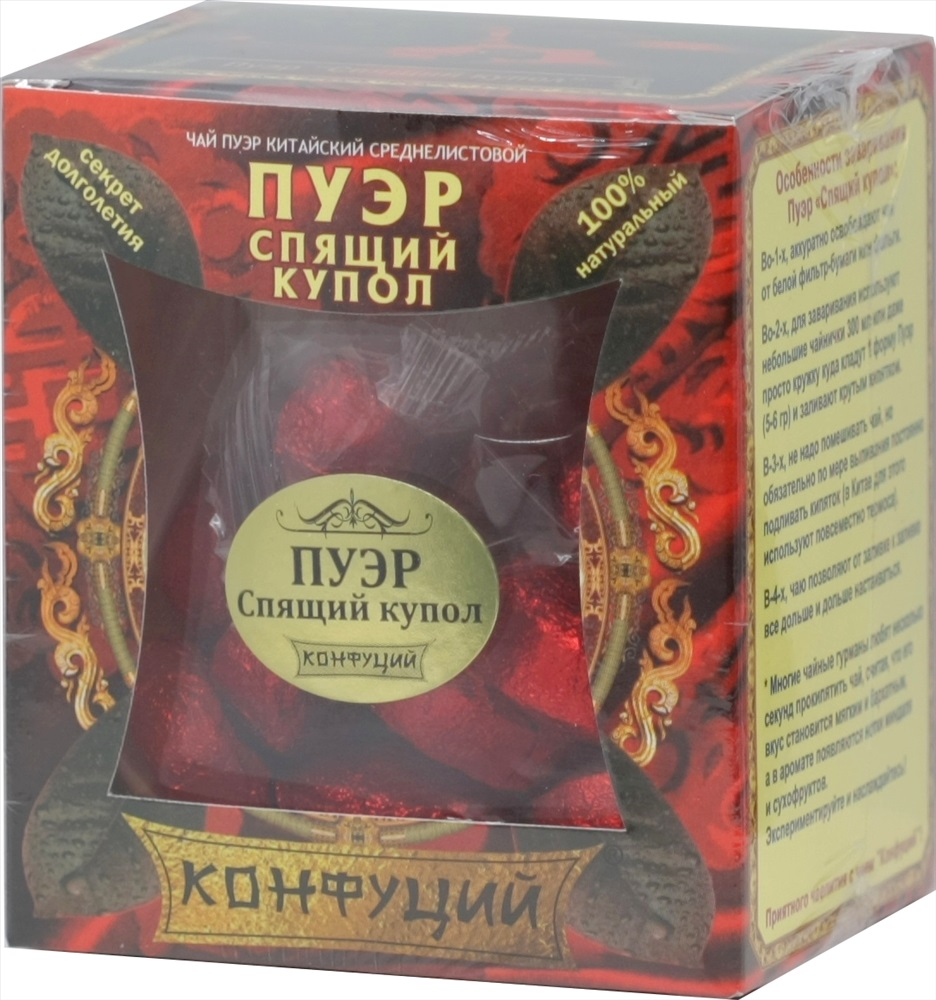 ЧАЙ ПУЭР КИТАЙСКИЙ СРЕДНЕЛИСТОВОЙ
ПУЭР
СПЯЩИЙ
КУПОЛ
секрет
долголетия
100%
натуральный
ПУЭР
Спящий купол
КОНФУЦИЙ
КОНФУЦИЙ
Особенности заваривания
Пуэр «Спящий купол»:
Во-1-х, аккуратно освобождают чай
от белой фильтр-бумаги или фольги.
Во-2-х, для заваривания используют
небольшие чайнички 300 мл или даже
просто кружку куда кладут 1 форму Пуэр
(5-6 гр) и заливают крутым кипятком.
В-3-х, не надо помешивать чай, но
обязательно по мере выпивания постоянно
подливать кипяток (в Китае для этого
используют повсеместно термоса).
В-4-х, чаю позволяют от заливке к заливке
все дольше и дольше настаиваться.
* Многие чайные гурманы любят несколько
секунд прокипятить чай, считая, что его
вкус становится мягким и бархатным,
а в аромате появляются нотки миндаля
и сухофруктов.
Экспериментируйте и наслаждайтесь!
Приятного чаепития с "Конфуций"!